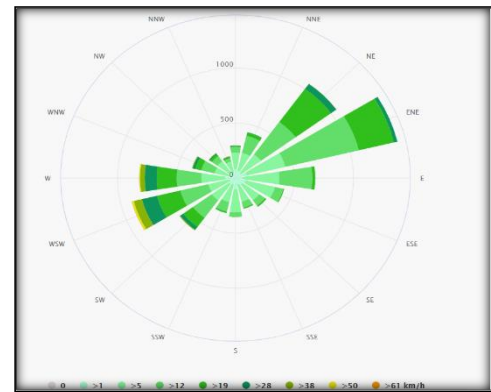 NNW
NNE
NW
NE
1000
WNW
ENE
500
W
0
E
WSW
ESE
SW
SE
SSW
SSE
S
0 >1 >5 >12 >19 >28 >38 >50 >61 km/h